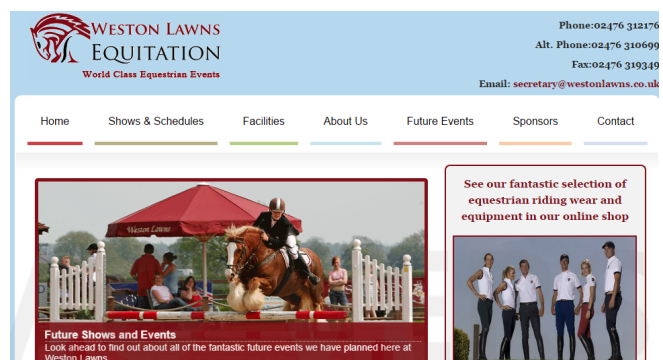 WESTON LAWNS
EQUITATION
World Class Equestrian Events
Phone:02476 312176
Alt. Phone:02476 310699
Fax:02476 319349
Email: secretary@westonlawns.co.uk
Home Shows & Schedules Facilities About Us Future Events Sponsors Contact
Weston Lawns
Future Shows and Events
Look ahead to find out about all of the fantastic future events we have planned here at
Weston Lawns
See our fantastic selection of
equestrian riding wear and
equipment in our online shop